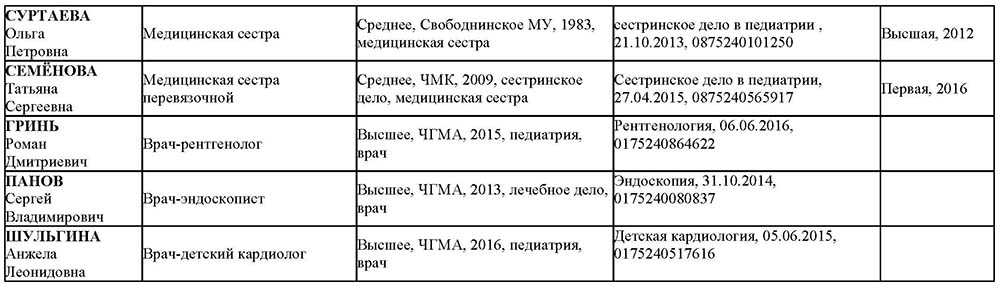 СУРТАЕВА
Ольга
Петровна
Медицинская сестра
Среднее, Свободнинское МУ, 1983,
медицинская сестра
сестринское дело в педиатрии ,
21.10.2013, 0875240101250
Высшая, 2012
СЕМЁНОВА
Татьяна
Сергеевна
Медицинская сестра
перевязочной
Среднее, ЧМК, 2009, сестринское
дело, медицинская сестра
Сестринское дело в педиатрии,
27.04.2015, 0875240565917
Первая, 2016
ГРИНЬ
Роман
Дмитриевич
Врач-рентгенолог
Высшее, ЧГМА, 2015, педиатрия,
врач
Рентгенология, 06.06.2016,
0175240864622
ПАНОВ
Сергей
Владимирович
Врач-эндоскопист
Высшее, ЧГМА, 2013, лечебное дело,
врач
Эндоскопия, 31.10.2014,
0175240080837
ШУЛЬГИНА
Анжела
Леонидовна
Врач-детский кардиолог
Высшее, ЧГМА, 2016, педиатрия,
врач
Детская кардиология, 05.06.2015,
0175240517616